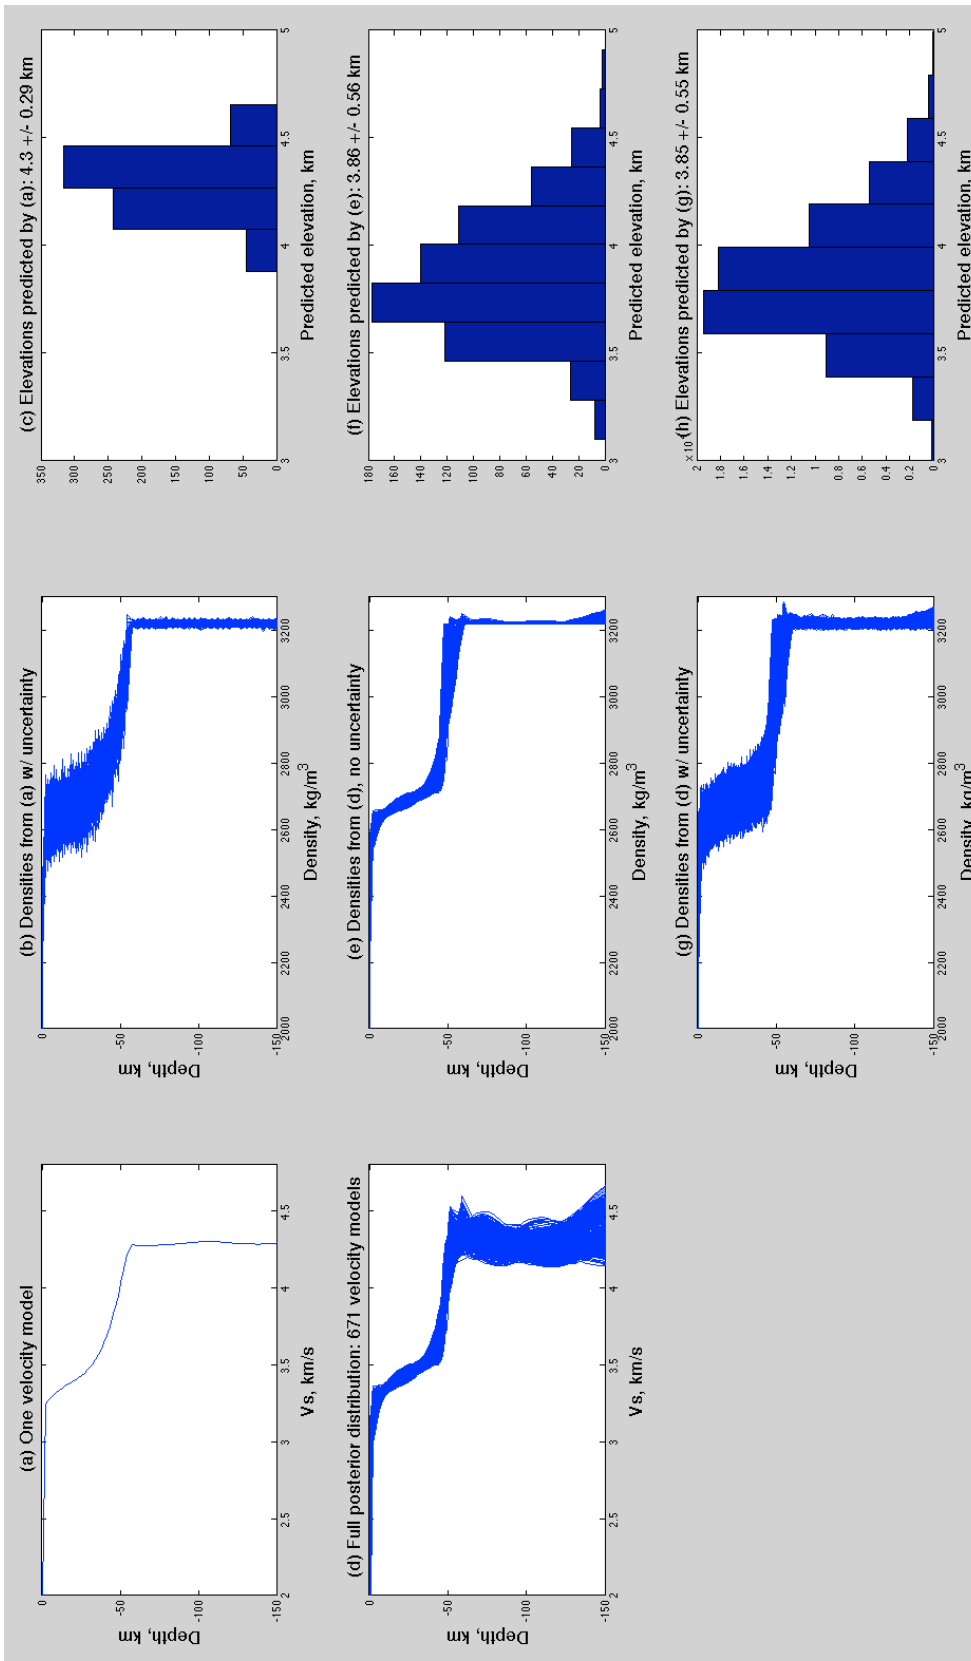 (a) One velocity model
0
-50
-100
-150
Depth, km
2 2.5 3 3.5 4 4.5
Vs, km/s
(b) Densities from (a) w/ uncertainty
0
-50
-100
-150
Depth, km
2000 2200 2400 2600 2800 3000 3200
Density, kg/m³
(c) Elevations predicted by (a): 4.3 +/- 0.29 km
350
300
250
200
150
100
50
0
3 3.5 4 4.5 5
Predicted elevation, km
(d) Full posterior distribution: 671 velocity models
0
-50
-100
-150
Depth, km
2 2.5 3 3.5 4 4.5
Vs, km/s
(e) Densities from (d), no uncertainty
0
-50
-100
-150
Depth, km
2000 2200 2400 2600 2800 3000 3200
Density, kg/m³
(f) Elevations predicted by (e): 3.86 +/- 0.56 km
180
160
140
120
100
80
60
40
20
0
3 3.5 4 4.5 5
Predicted elevation, km
(g) Densities from (d) w/ uncertainty
0
-50
-100
-150
Depth, km
2000 2200 2400 2600 2800 3000 3200
Density, kg/m³
x 10
(h) Elevations predicted by (g): 3.85 +/- 0.55 km
2
1.8
1.6
1.4
1.2
1
0.8
0.6
0.4
0.2
0
3 3.5 4 4.5 5
Predicted elevation, km